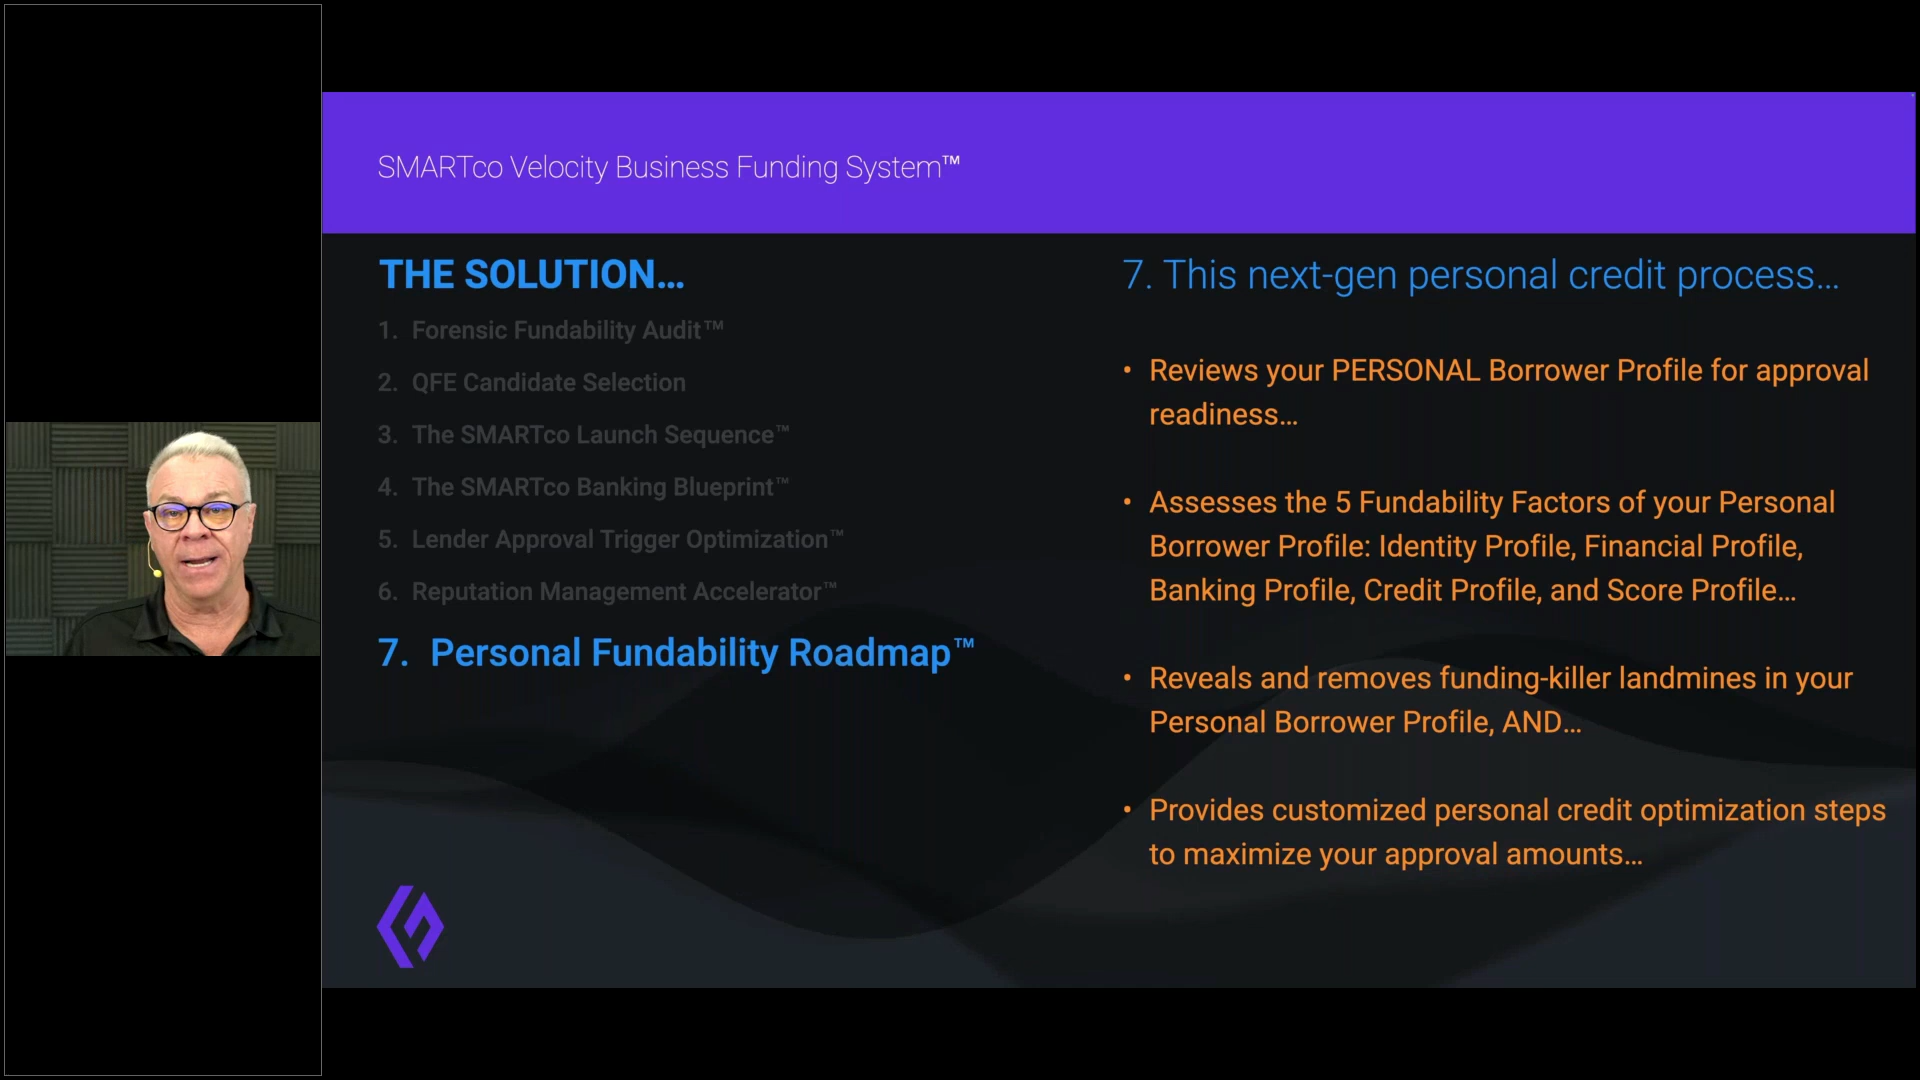 SMARTco Velocity Business Funding System™
THE SOLUTION...
1. Forensic Fundability Audit™
2. QFE Candidate Selection
3. The SMARTco Launch Sequence™
4. The SMARTco Banking Blueprint™
5. Lender Approval Trigger Optimization™
6. Reputation Management Accelerator™
7. Personal Fundability Roadmap™
7. This next-gen personal credit process...
• Reviews your PERSONAL Borrower Profile for approval
readiness...
• Assesses the 5 Fundability Factors of your Personal
Borrower Profile: Identity Profile, Financial Profile,
Banking Profile, Credit Profile, and Score Profile...
• Reveals and removes funding-killer landmines in your
Personal Borrower Profile, AND...
• Provides customized personal credit optimization steps
to maximize your approval amounts...